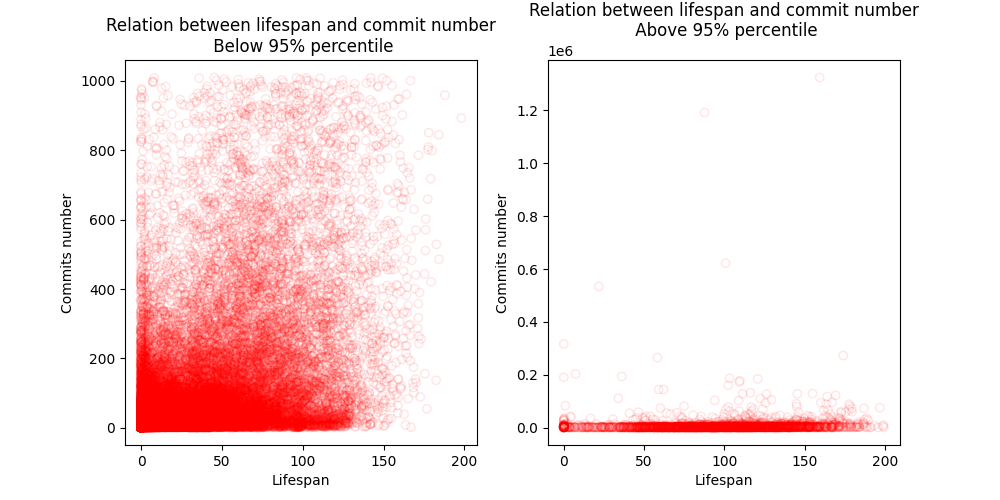 Relation between lifespan and commit number
Below 95% percentile
Commits number
1000
800
600
400
200
0
0 50 100 150 200
Lifespan
Relation between lifespan and commit number
Above 95% percentile
1e6
Commits number
1.2
1.0
0.8
0.6
0.4
0.2
0.0
0 50 100 150 200
Lifespan